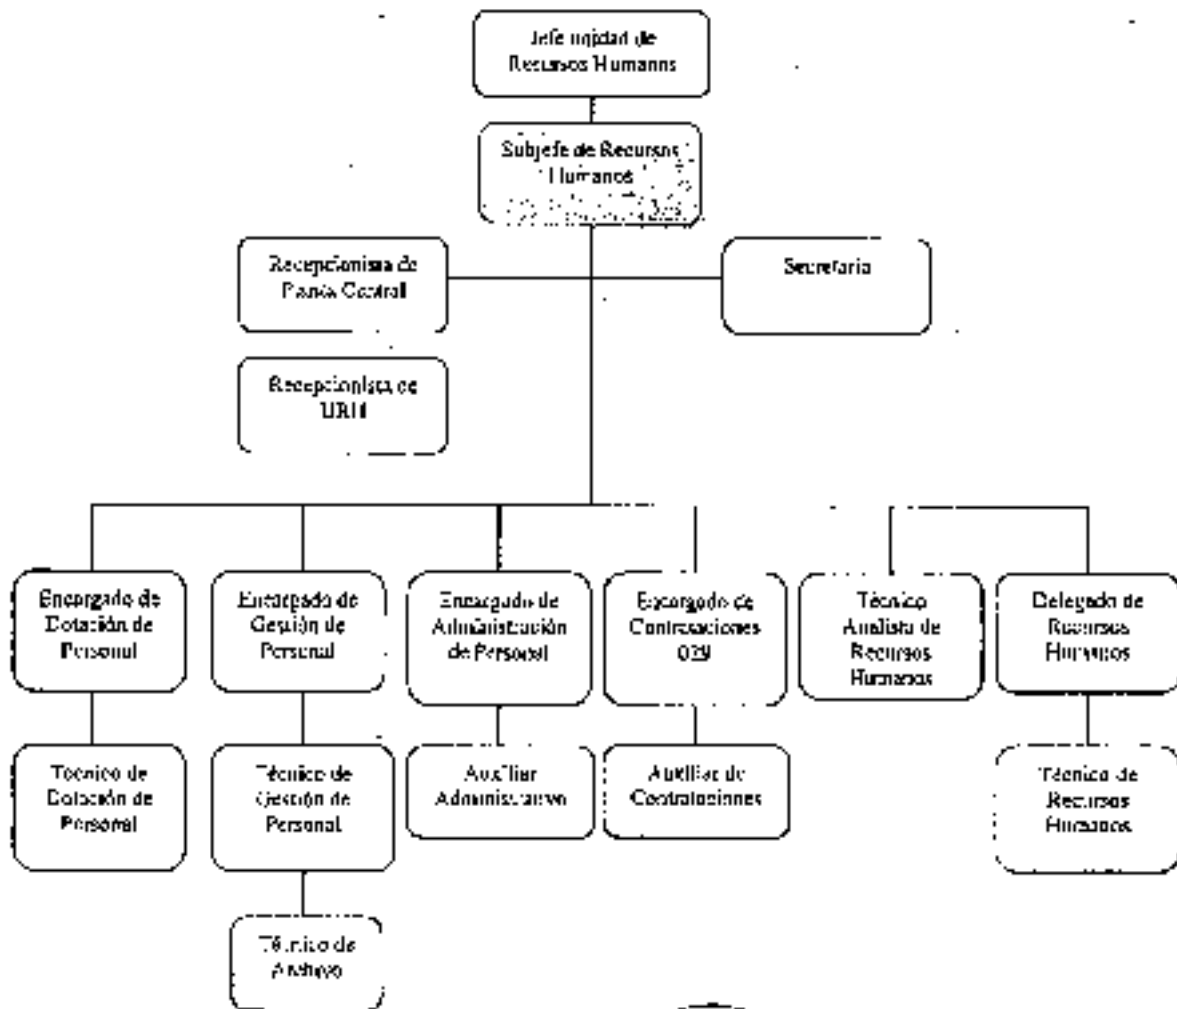 Jefe unidad de
Recursos Humanos
Subjefe de Recursos
Humanos
Recepcionista de
Planta Central
Secretaria
Recepcionista de
URH
Encargado de
Dotación de
Personal
Encargado de
Gestión de
Personal
Encargado de
Administración
de Personal
Encargado de
Contrataciones
029
Técnico
Analista de
Recursos
Humanos
Delegado de
Recursos
Humanos
Técnico de
Dotación de
Personal
Técnico de
Gestión de
Personal
Auxiliar
Administrativo
Auxiliar de
Contrataciones
Técnico de
Recursos
Humanos
Técnico de
Archivo